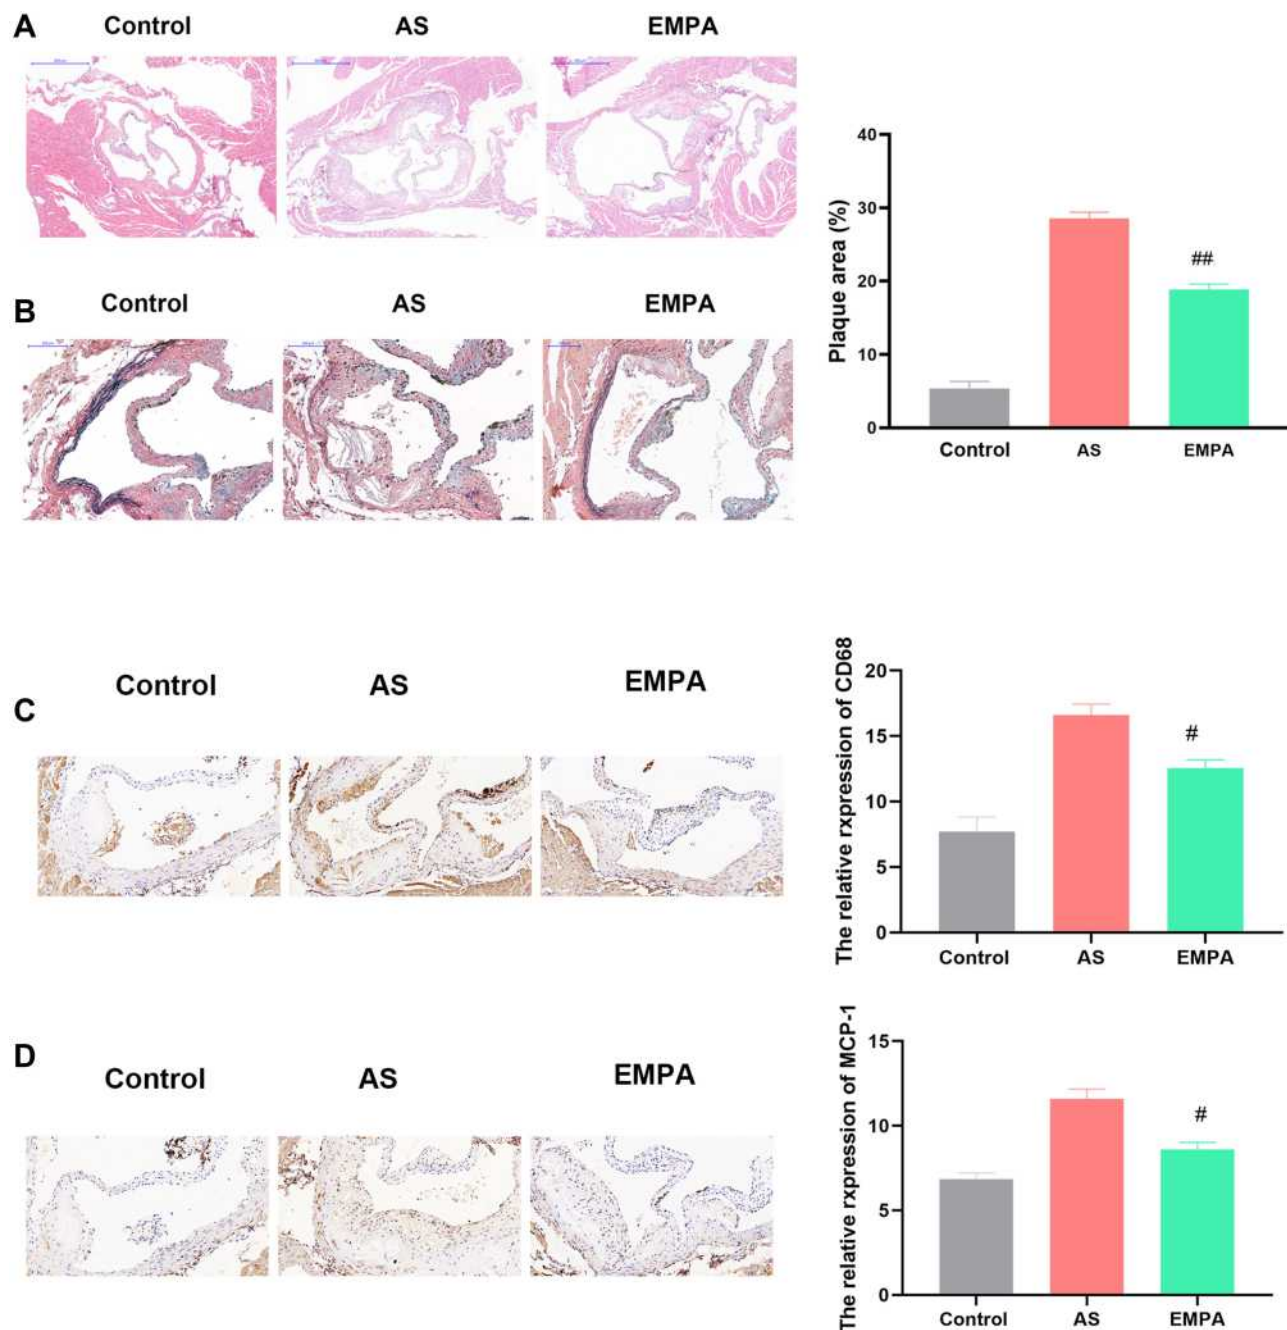 A
Control AS EMPA
Plaque area (%)
40
30
20
10
0
##
Control AS EMPA
B
Control AS EMPA
C
Control AS EMPA
The relative rxpression of CD68
20
15
10
5
0
#
Control AS EMPA
D
Control AS EMPA
The relative rxpression of MCP-1
15
10
5
0
#
Control AS EMPA